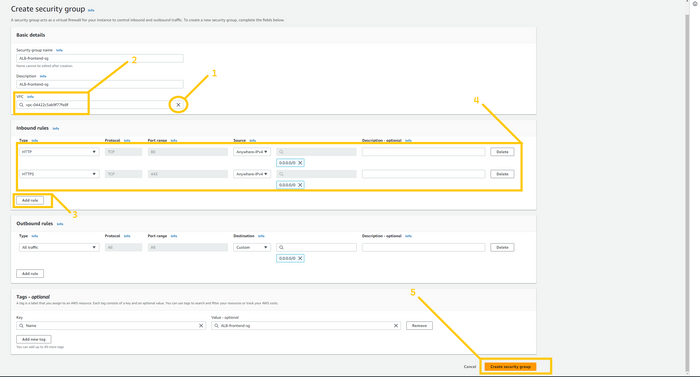 Create security group Info
A security group acts as a virtual firewall for your instance to control inbound and outbound traffic. To create a new security group, complete the fields below.
Basic details
Security group name Info
ALB-frontend-sg
Name cannot be edited after creation.
2
1
Description Info
ALB-frontend-sg
VPC Info
4
Inbound rules Info
Type Info Protocol Info Port range Info Source Info Description - optional Info
HTTP TCP 80 Anywhere-IPv4 Delete
0.0.0.0/0
HTTPS TCP 443 Anywhere-IPv4 Delete
0.0.0.0/0
Add rule
3
Outbound rules Info
Type Info Protocol Info Port range Info Destination Info Description - optional Info
All traffic All All Custom Delete
0.0.0.0/0
Add rule
5
Tags - optional
A tag is a label that you assign to an AWS resource. Each tag consists of a key and an optional value. You can use tags to search and filter your resources or track your AWS costs.
Key Value - optional
Name ALB-frontend-sg Remove
Add new tag
You can add up to 49 more tags
Cancel Create security group